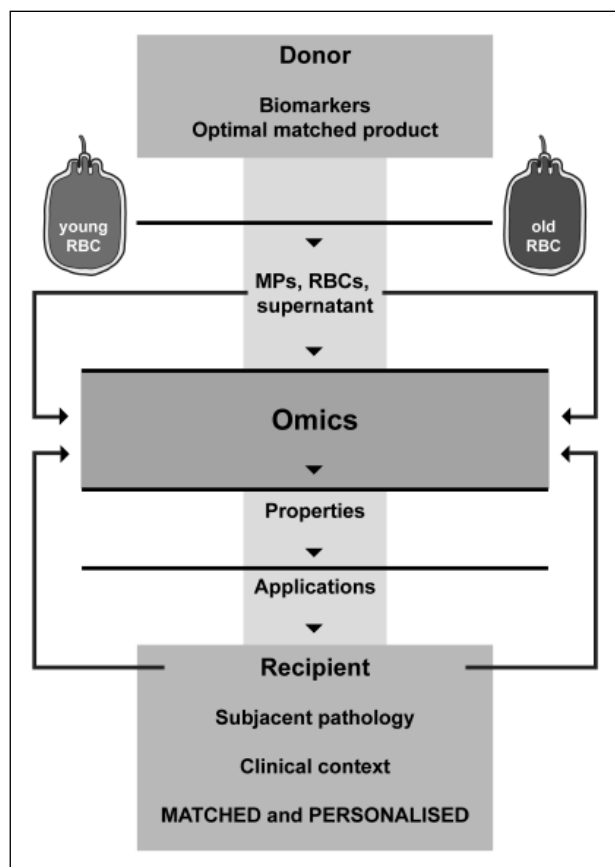 Donor
Biomarkers
Optimal matched product
young
RBC
old
RBC
MPs, RBCs,
supernatant
Omics
Properties
Applications
Recipient
Subjacent pathology
Clinical context
MATCHED and PERSONALISED